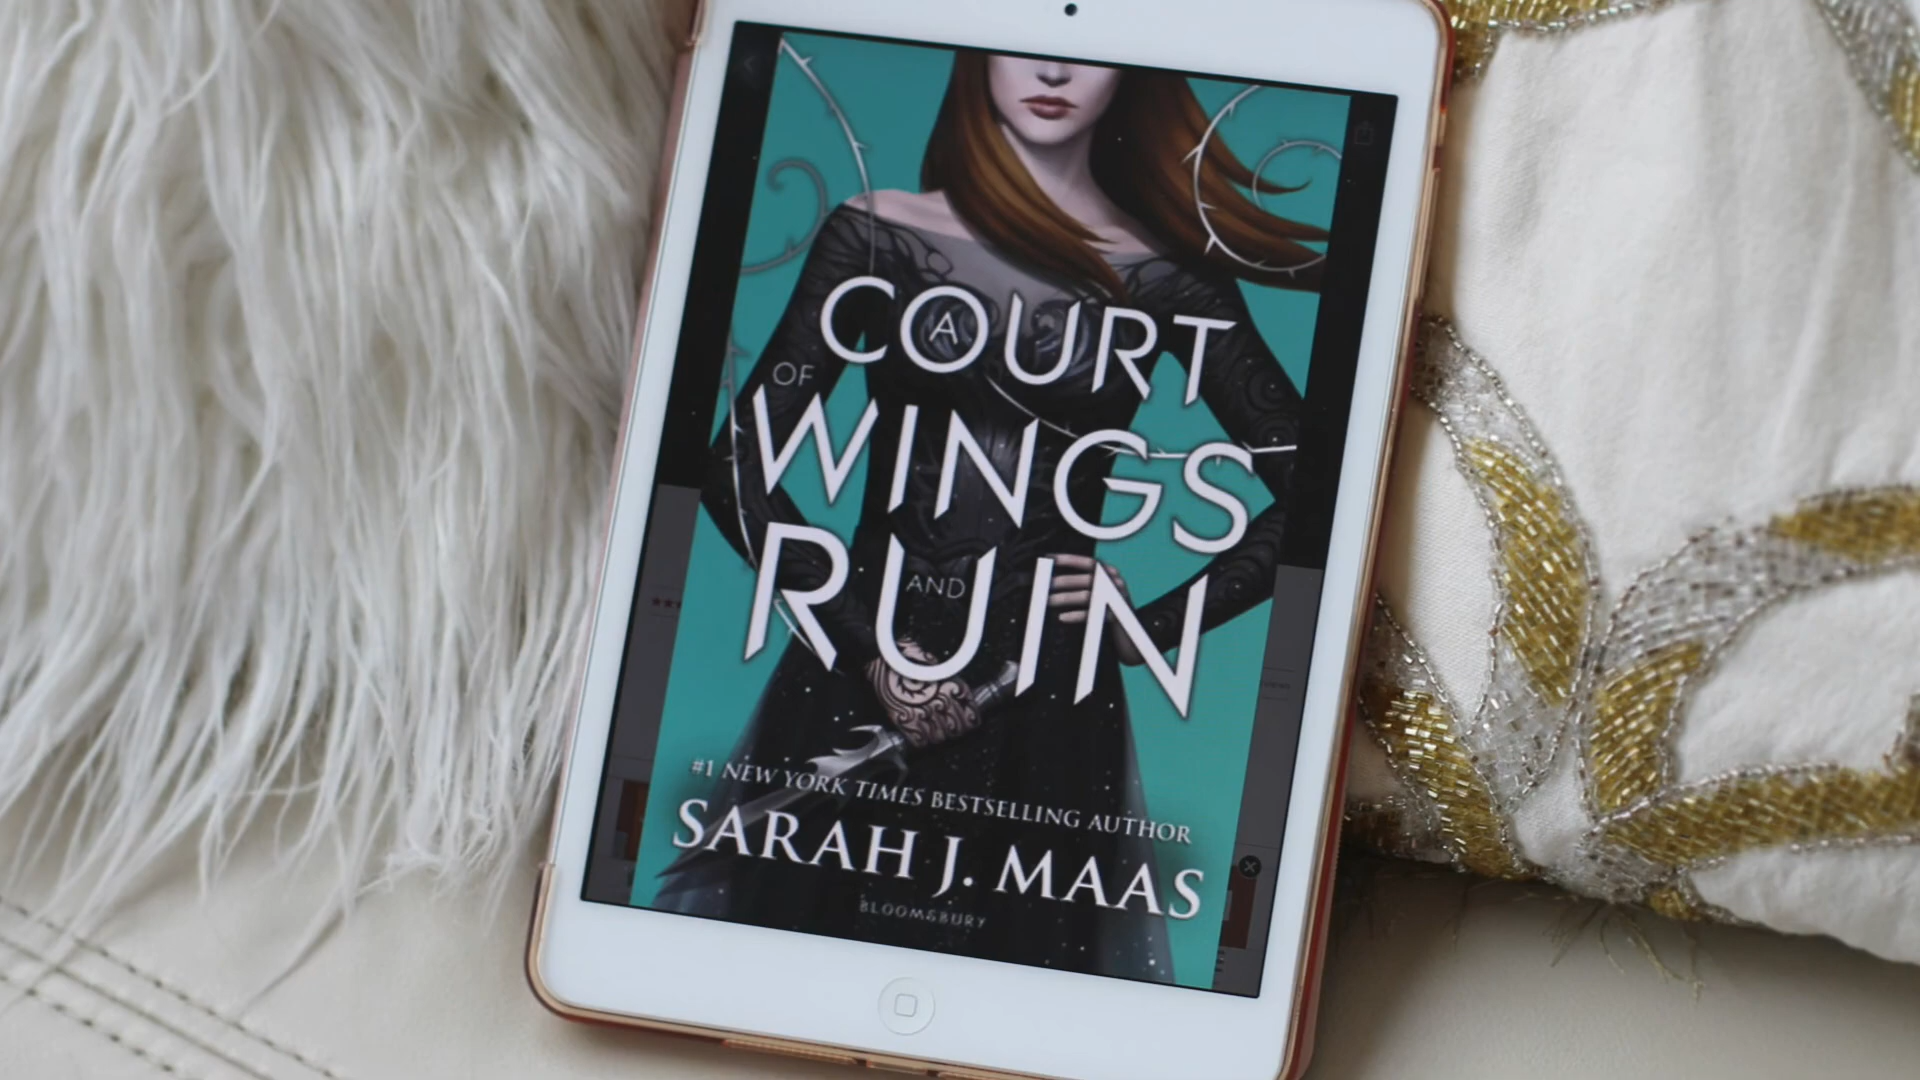 A COURT
OF
WINGS
AND
RUIN
#1 NEW YORK TIMES BESTSELLING AUTHOR
SARAH J. MAAS
BLOOMSBURY